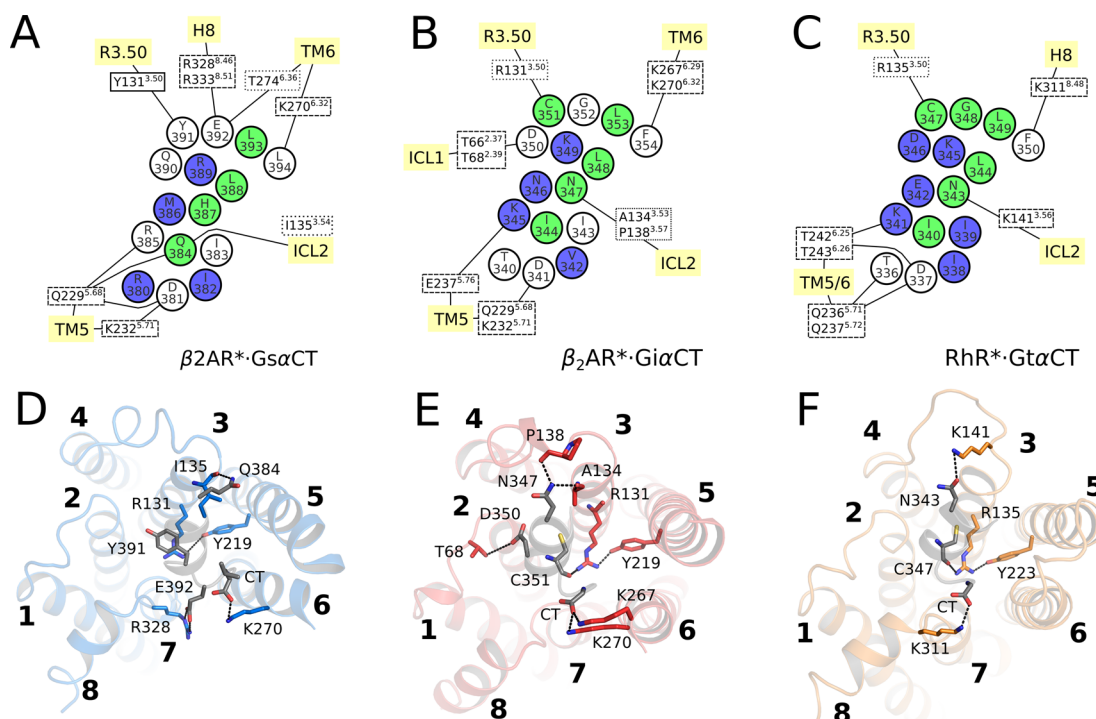 A
R3.50
H8
TM6
Y131^3.50
R328^8.46
R333^8.51
T274^6.36
K270^6.32
Y 391
E 392
L 393
L 394
Q 390
R 389
L 388
M 386
H 387
I135^3.54
ICL2
R 385
Q 384
I 383
R 380
D 381
I 382
Q229^5.68
TM5
K232^5.71
β2AR*·GsαCT
B
R3.50
TM6
R131^3.50
K267^6.29
K270^6.32
C 351
G 352
L 353
F 354
ICL1
T66^2.37
T68^2.39
D 350
K 349
L 348
N 346
N 347
K 345
I 344
I 343
A134^3.53
P138^3.57
ICL2
T 340
D 341
V 342
E237^5.76
TM5
Q229^5.68
K232^5.71
β₂AR*·GiαCT
C
R3.50
H8
R135^3.50
K311^8.48
C 347
G 348
L 349
F 350
D 346
K 345
L 344
E 342
N 343
K 341
I 340
I 339
K141^3.56
ICL2
T242^6.25
T243^6.26
TM5/6
T 336
D 337
I 338
Q236^5.71
Q237^5.72
RhR*·GtαCT
D
4
3
I135
Q384
2
5
R131
Y391
Y219
CT
E392
1
6
R328
K270
7
8
E
4
P138
3
A134
N347
R131
2
5
D350
T68
C351
Y219
K267
CT
1
6
K270
7
8
F
4
K141
3
N343
5
2
R135
C347
Y223
CT
1
6
K311
7
8